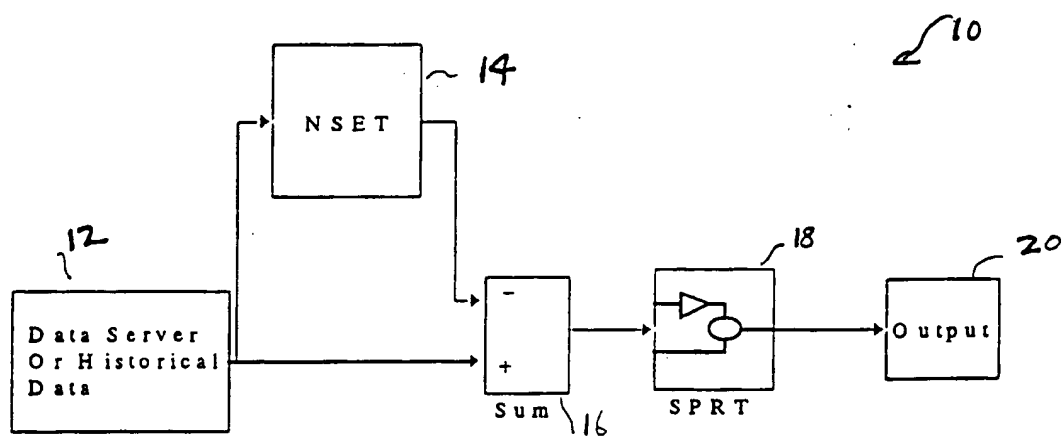 10
14
NSET
12
Data Server
Or Historical
Data
-
+
Sum
16
18
SPRT
20
Output